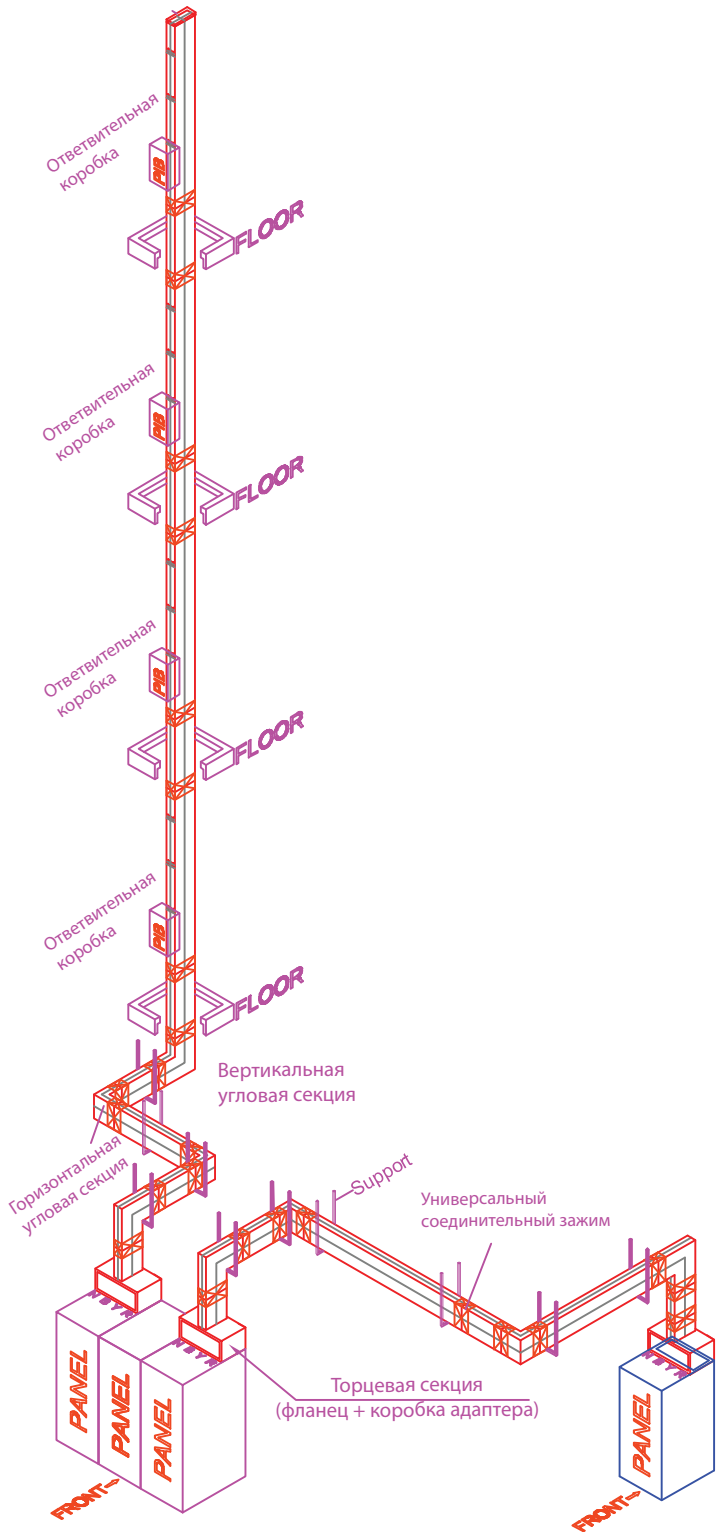 Ответвительная
коробка
PIB
FLOOR
Ответвительная
коробка
PIB
FLOOR
Ответвительная
коробка
PIB
FLOOR
Ответвительная
коробка
PIB
FLOOR
Вертикальная
угловая секция
Горизонтальная
угловая секция
Support
Универсальный
соединительный зажим
PANEL
PANEL
PANEL
FRONT
Торцевая секция
(фланец + коробка адаптера)
PANEL
FRONT